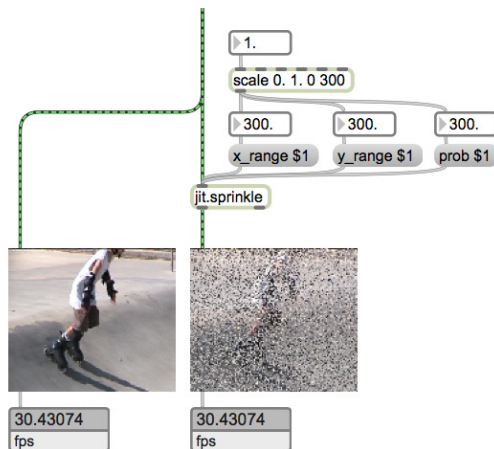 1.
scale 0. 1. 0 300
300. 300. 300.
x_range $1 y_range $1 prob $1
jit.sprinkle
30.43074 30.43074
fps fps